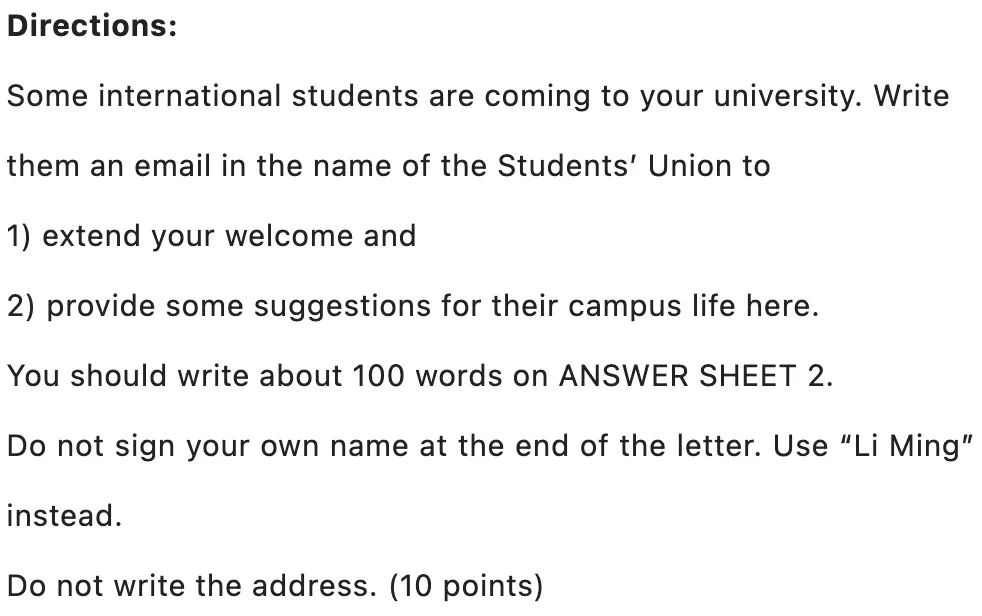 Directions:
Some international students are coming to your university. Write
them an email in the name of the Students’ Union to
1) extend your welcome and
2) provide some suggestions for their campus life here.
You should write about 100 words on ANSWER SHEET 2.
Do not sign your own name at the end of the letter. Use “Li Ming”
instead.
Do not write the address. (10 points)